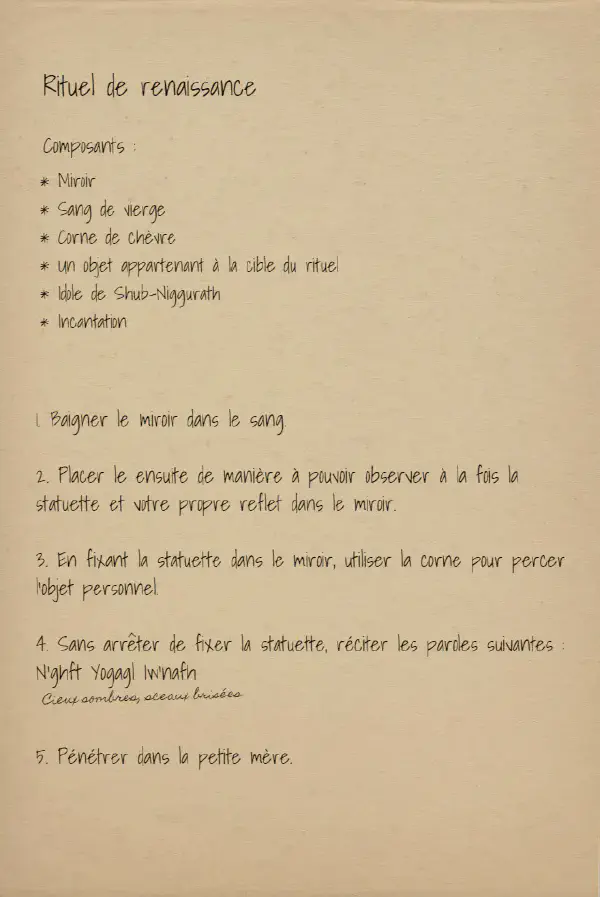 Rituel de renaissance
Composants :
* Miroir
* Sang de vierge
* Corne de chèvre
* un objet appartenant à la cible du rituel
* Idole de Shub-Niggurath
* Incantation
1. Baigner le miroir dans le sang.
2. Placer le ensuite de manière à pouvoir observer à la fois la
statuette et votre propre reflet dans le miroir.
3. En fixant la statuette dans le miroir, utiliser la corne pour percer
l'objet personnel.
4. Sans arrêter de fixer la statuette, réciter les paroles suivantes :
N'ghft Yogagl Iw'nafh
Cieux sombres, sceaux brisées
5. Pénétrer dans la petite mère.